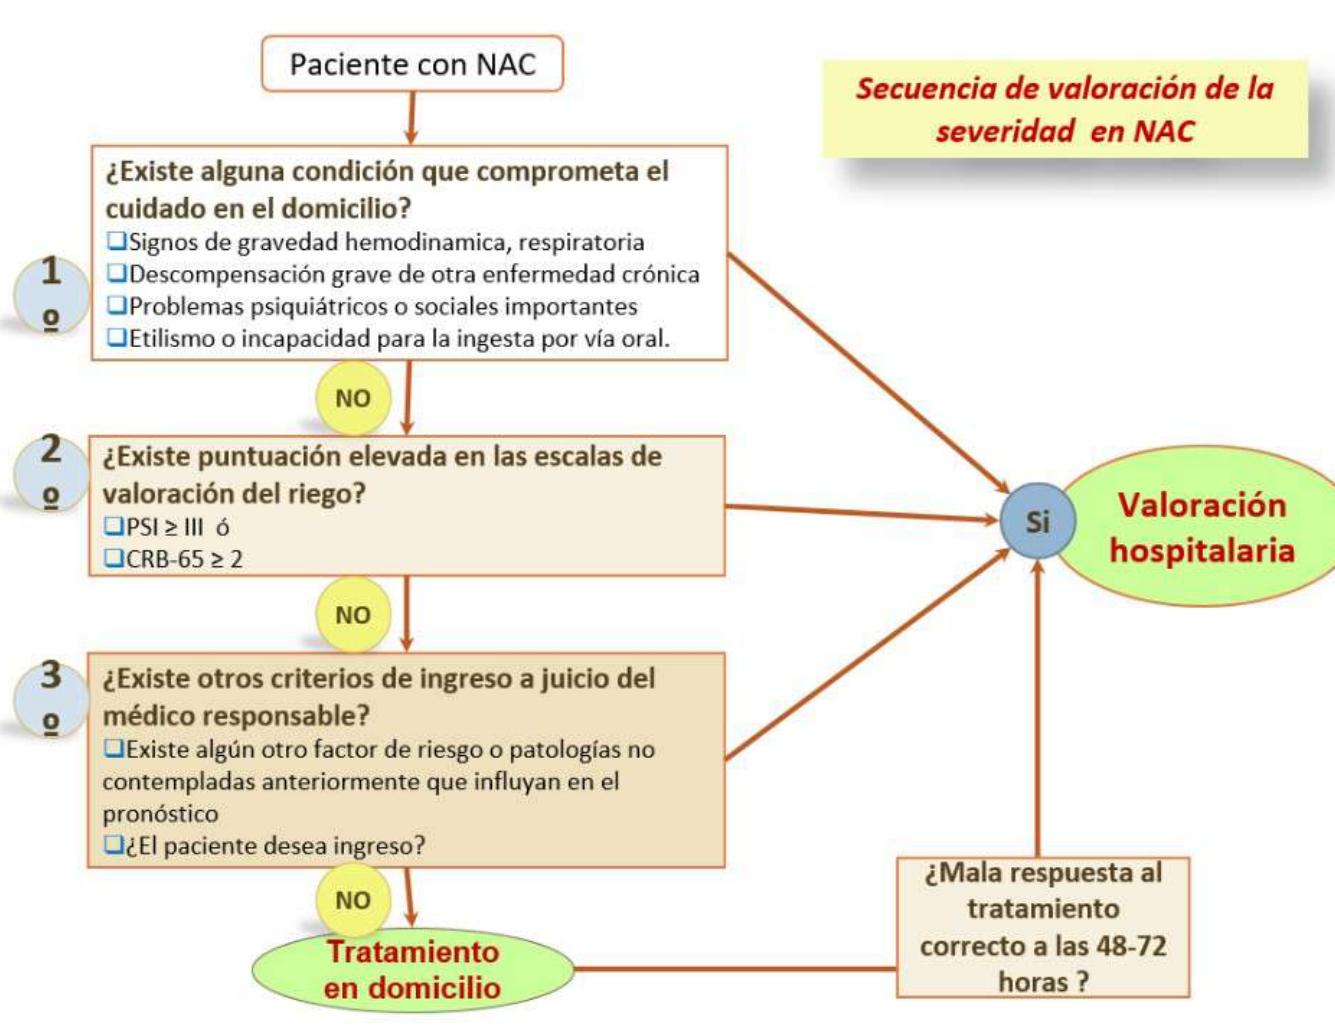 Paciente con NAC
Secuencia de valoración de la
severidad en NAC
1
º
¿Existe alguna condición que comprometa el
cuidado en el domicilio?
❑Signos de gravedad hemodinamica, respiratoria
❑Descompensación grave de otra enfermedad crónica
❑Problemas psiquiátricos o sociales importantes
❑Etilismo o incapacidad para la ingesta por vía oral.
NO
2
º
¿Existe puntuación elevada en las escalas de
valoración del riego?
❑PSI ≥ III ó
❑CRB-65 ≥ 2
Si
Valoración
hospitalaria
NO
3
º
¿Existe otros criterios de ingreso a juicio del
médico responsable?
❑Existe algún otro factor de riesgo o patologías no
contempladas anteriormente que influyan en el
pronóstico
❑¿El paciente desea ingreso?
NO
Tratamiento
en domicilio
¿Mala respuesta al
tratamiento
correcto a las 48-72
horas ?